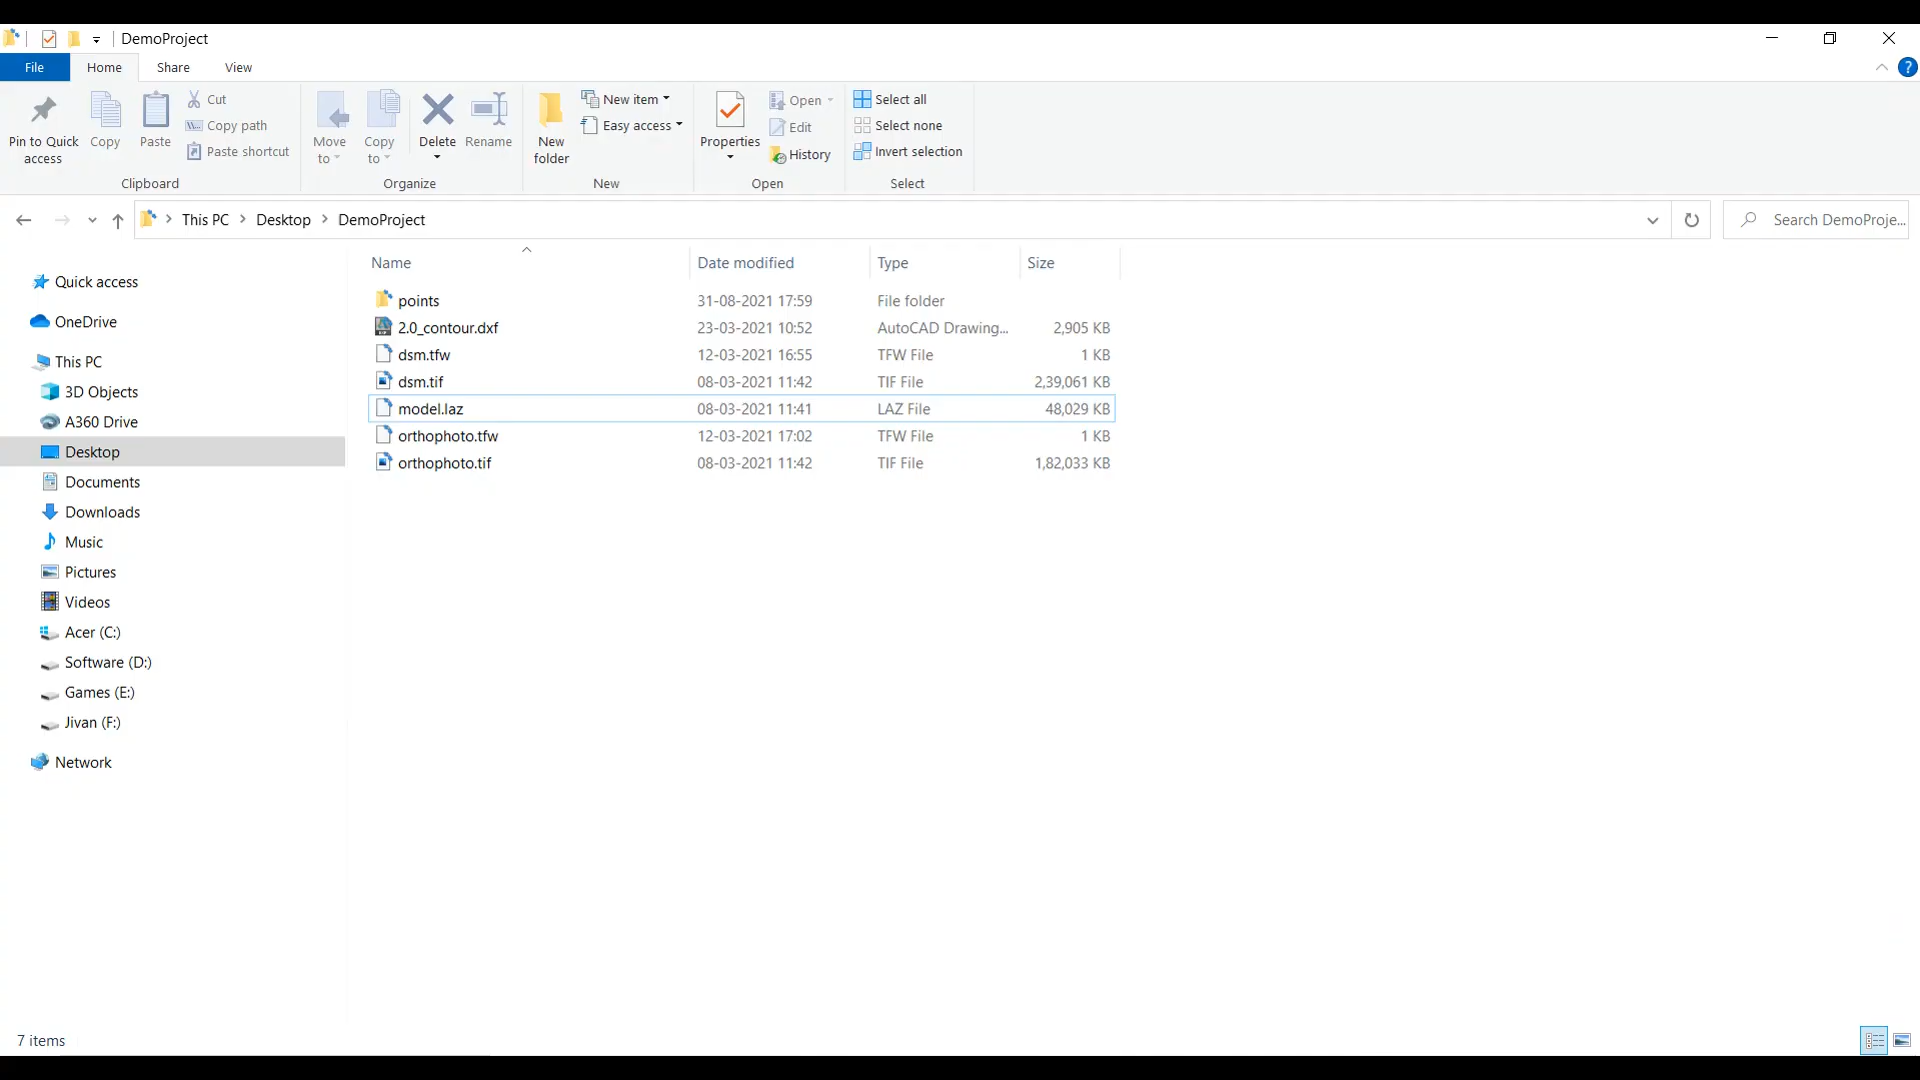 DemoProject
File Home Share View
Pin to Quick access
Copy
Paste
Cut
Copy path
Paste shortcut
Clipboard
Move to
Copy to
Delete
Rename
Organize
New folder
New item
Easy access
New
Properties
Open
Edit
History
Open
Select all
Select none
Invert selection
Select
This PC > Desktop > DemoProject
Search DemoProje...
Name Date modified Type Size
points 31-08-2021 17:59 File folder
2.0_contour.dxf 23-03-2021 10:52 AutoCAD Drawing... 2,905 KB
dsm.tfw 12-03-2021 16:55 TFW File 1 KB
dsm.tif 08-03-2021 11:42 TIF File 2,39,061 KB
model.laz 08-03-2021 11:41 LAZ File 48,029 KB
orthophoto.tfw 12-03-2021 17:02 TFW File 1 KB
orthophoto.tif 08-03-2021 11:42 TIF File 1,82,033 KB
Quick access
OneDrive
This PC
3D Objects
A360 Drive
Desktop
Documents
Downloads
Music
Pictures
Videos
Acer (C:)
Software (D:)
Games (E:)
Jivan (F:)
Network
7 items